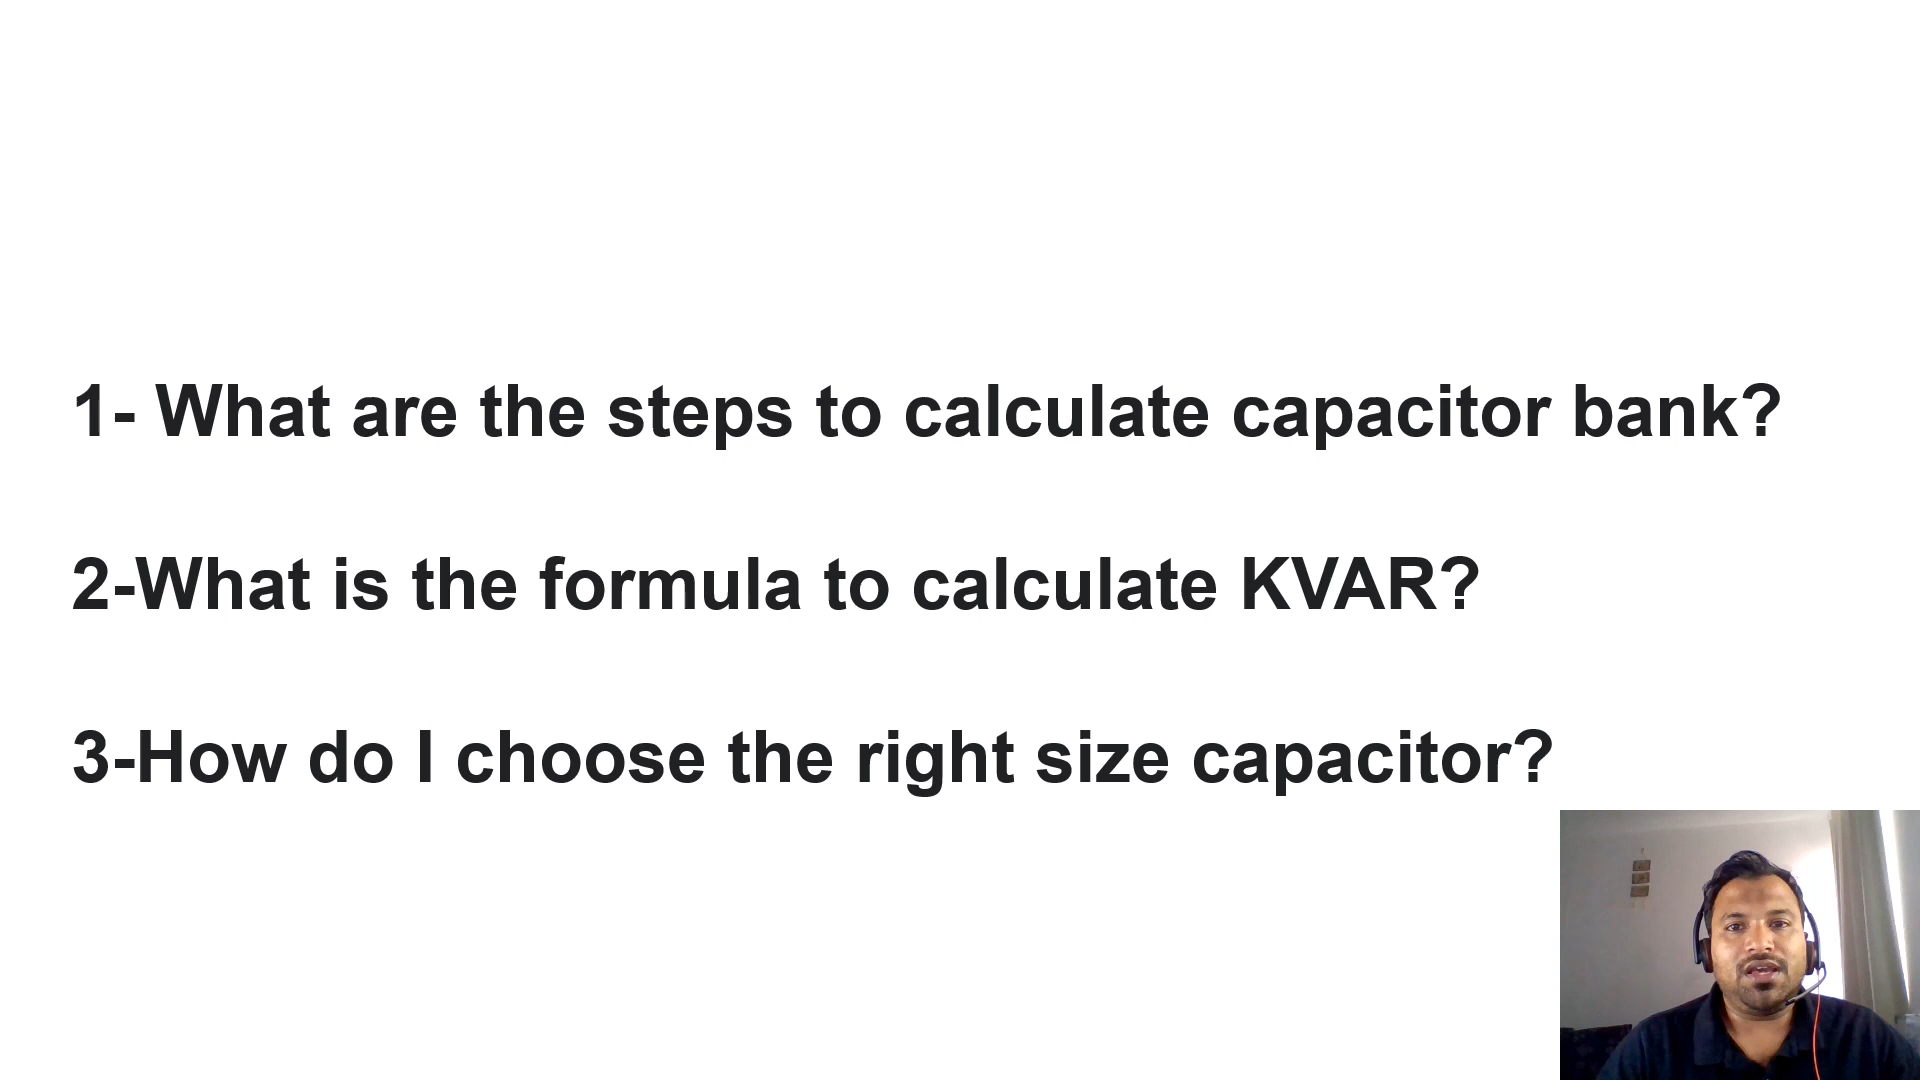 1- What are the steps to calculate capacitor bank?
2-What is the formula to calculate KVAR?
3-How do I choose the right size capacitor?